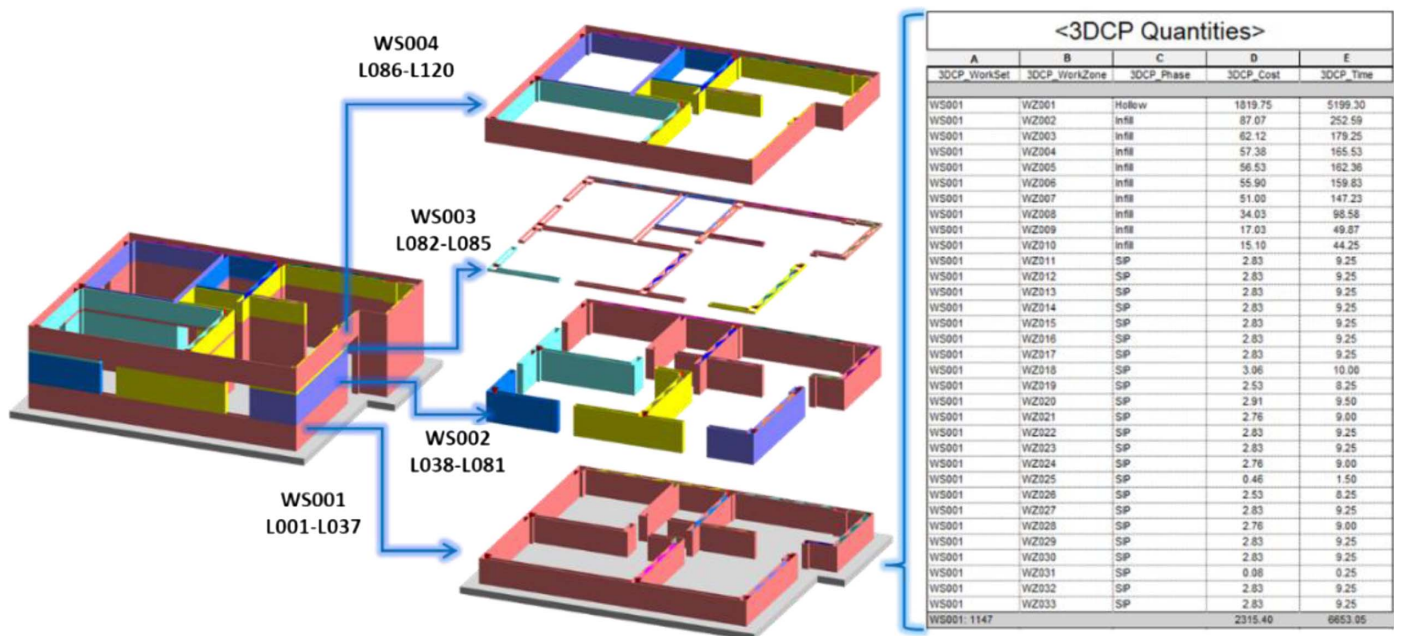 WS004
L086-L120
WS003
L082-L085
WS002
L038-L081
WS001
L001-L037
<3DCP Quantities>
A B C D E
3DCP_WorkSet 3DCP_WorkZone 3DCP_Phase 3DCP_Cost 3DCP_Time
WS001 WZ001 Hollow 1819.75 5199.30
WS001 WZ002 Infill 87.07 252.59
WS001 WZ003 Infill 62.12 179.25
WS001 WZ004 Infill 57.38 165.53
WS001 WZ005 Infill 56.53 162.36
WS001 WZ006 Infill 55.90 159.83
WS001 WZ007 Infill 51.00 147.23
WS001 WZ008 Infill 34.03 98.58
WS001 WZ009 Infill 17.03 49.87
WS001 WZ010 Infill 15.10 44.25
WS001 WZ011 SIP 2.83 9.25
WS001 WZ012 SIP 2.83 9.25
WS001 WZ013 SIP 2.83 9.25
WS001 WZ014 SIP 2.83 9.25
WS001 WZ015 SIP 2.83 9.25
WS001 WZ016 SIP 2.83 9.25
WS001 WZ017 SIP 2.83 9.25
WS001 WZ018 SIP 3.06 10.00
WS001 WZ019 SIP 2.53 8.25
WS001 WZ020 SIP 2.91 9.50
WS001 WZ021 SIP 2.76 9.00
WS001 WZ022 SIP 2.83 9.25
WS001 WZ023 SIP 2.83 9.25
WS001 WZ024 SIP 2.76 9.00
WS001 WZ025 SIP 0.46 1.50
WS001 WZ026 SIP 2.53 8.25
WS001 WZ027 SIP 2.83 9.25
WS001 WZ028 SIP 2.76 9.00
WS001 WZ029 SIP 2.83 9.25
WS001 WZ030 SIP 2.83 9.25
WS001 WZ031 SIP 0.08 0.25
WS001 WZ032 SIP 2.83 9.25
WS001 WZ033 SIP 2.83 9.25
WS001: 1147 2315.40 6653.05